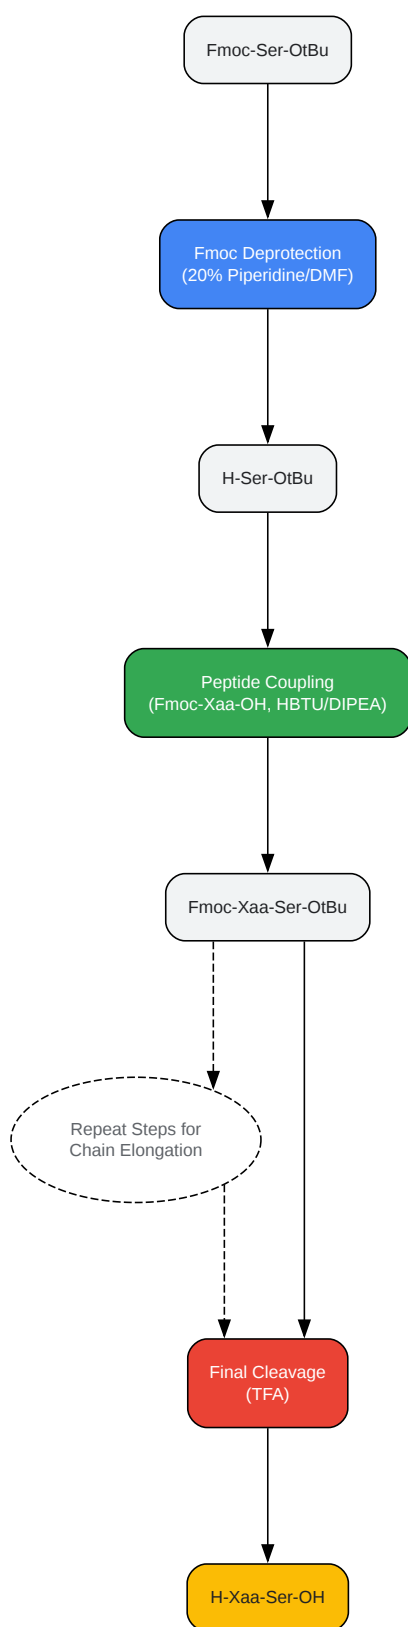 Fmoc-Ser-OtBu
Fmoc Deprotection
(20% Piperidine/DMF)
H-Ser-OtBu
Peptide Coupling
(Fmoc-Xaa-OH, HBTU/DIPEA)
Fmoc-Xaa-Ser-OtBu
Repeat Steps for
Chain Elongation
Final Cleavage
(TFA)
H-Xaa-Ser-OH